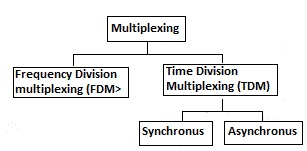 Multiplexing
Frequency Division
multiplexing (FDM>
Time Division
Multiplexing (TDM)
Synchronus
Asynchronus